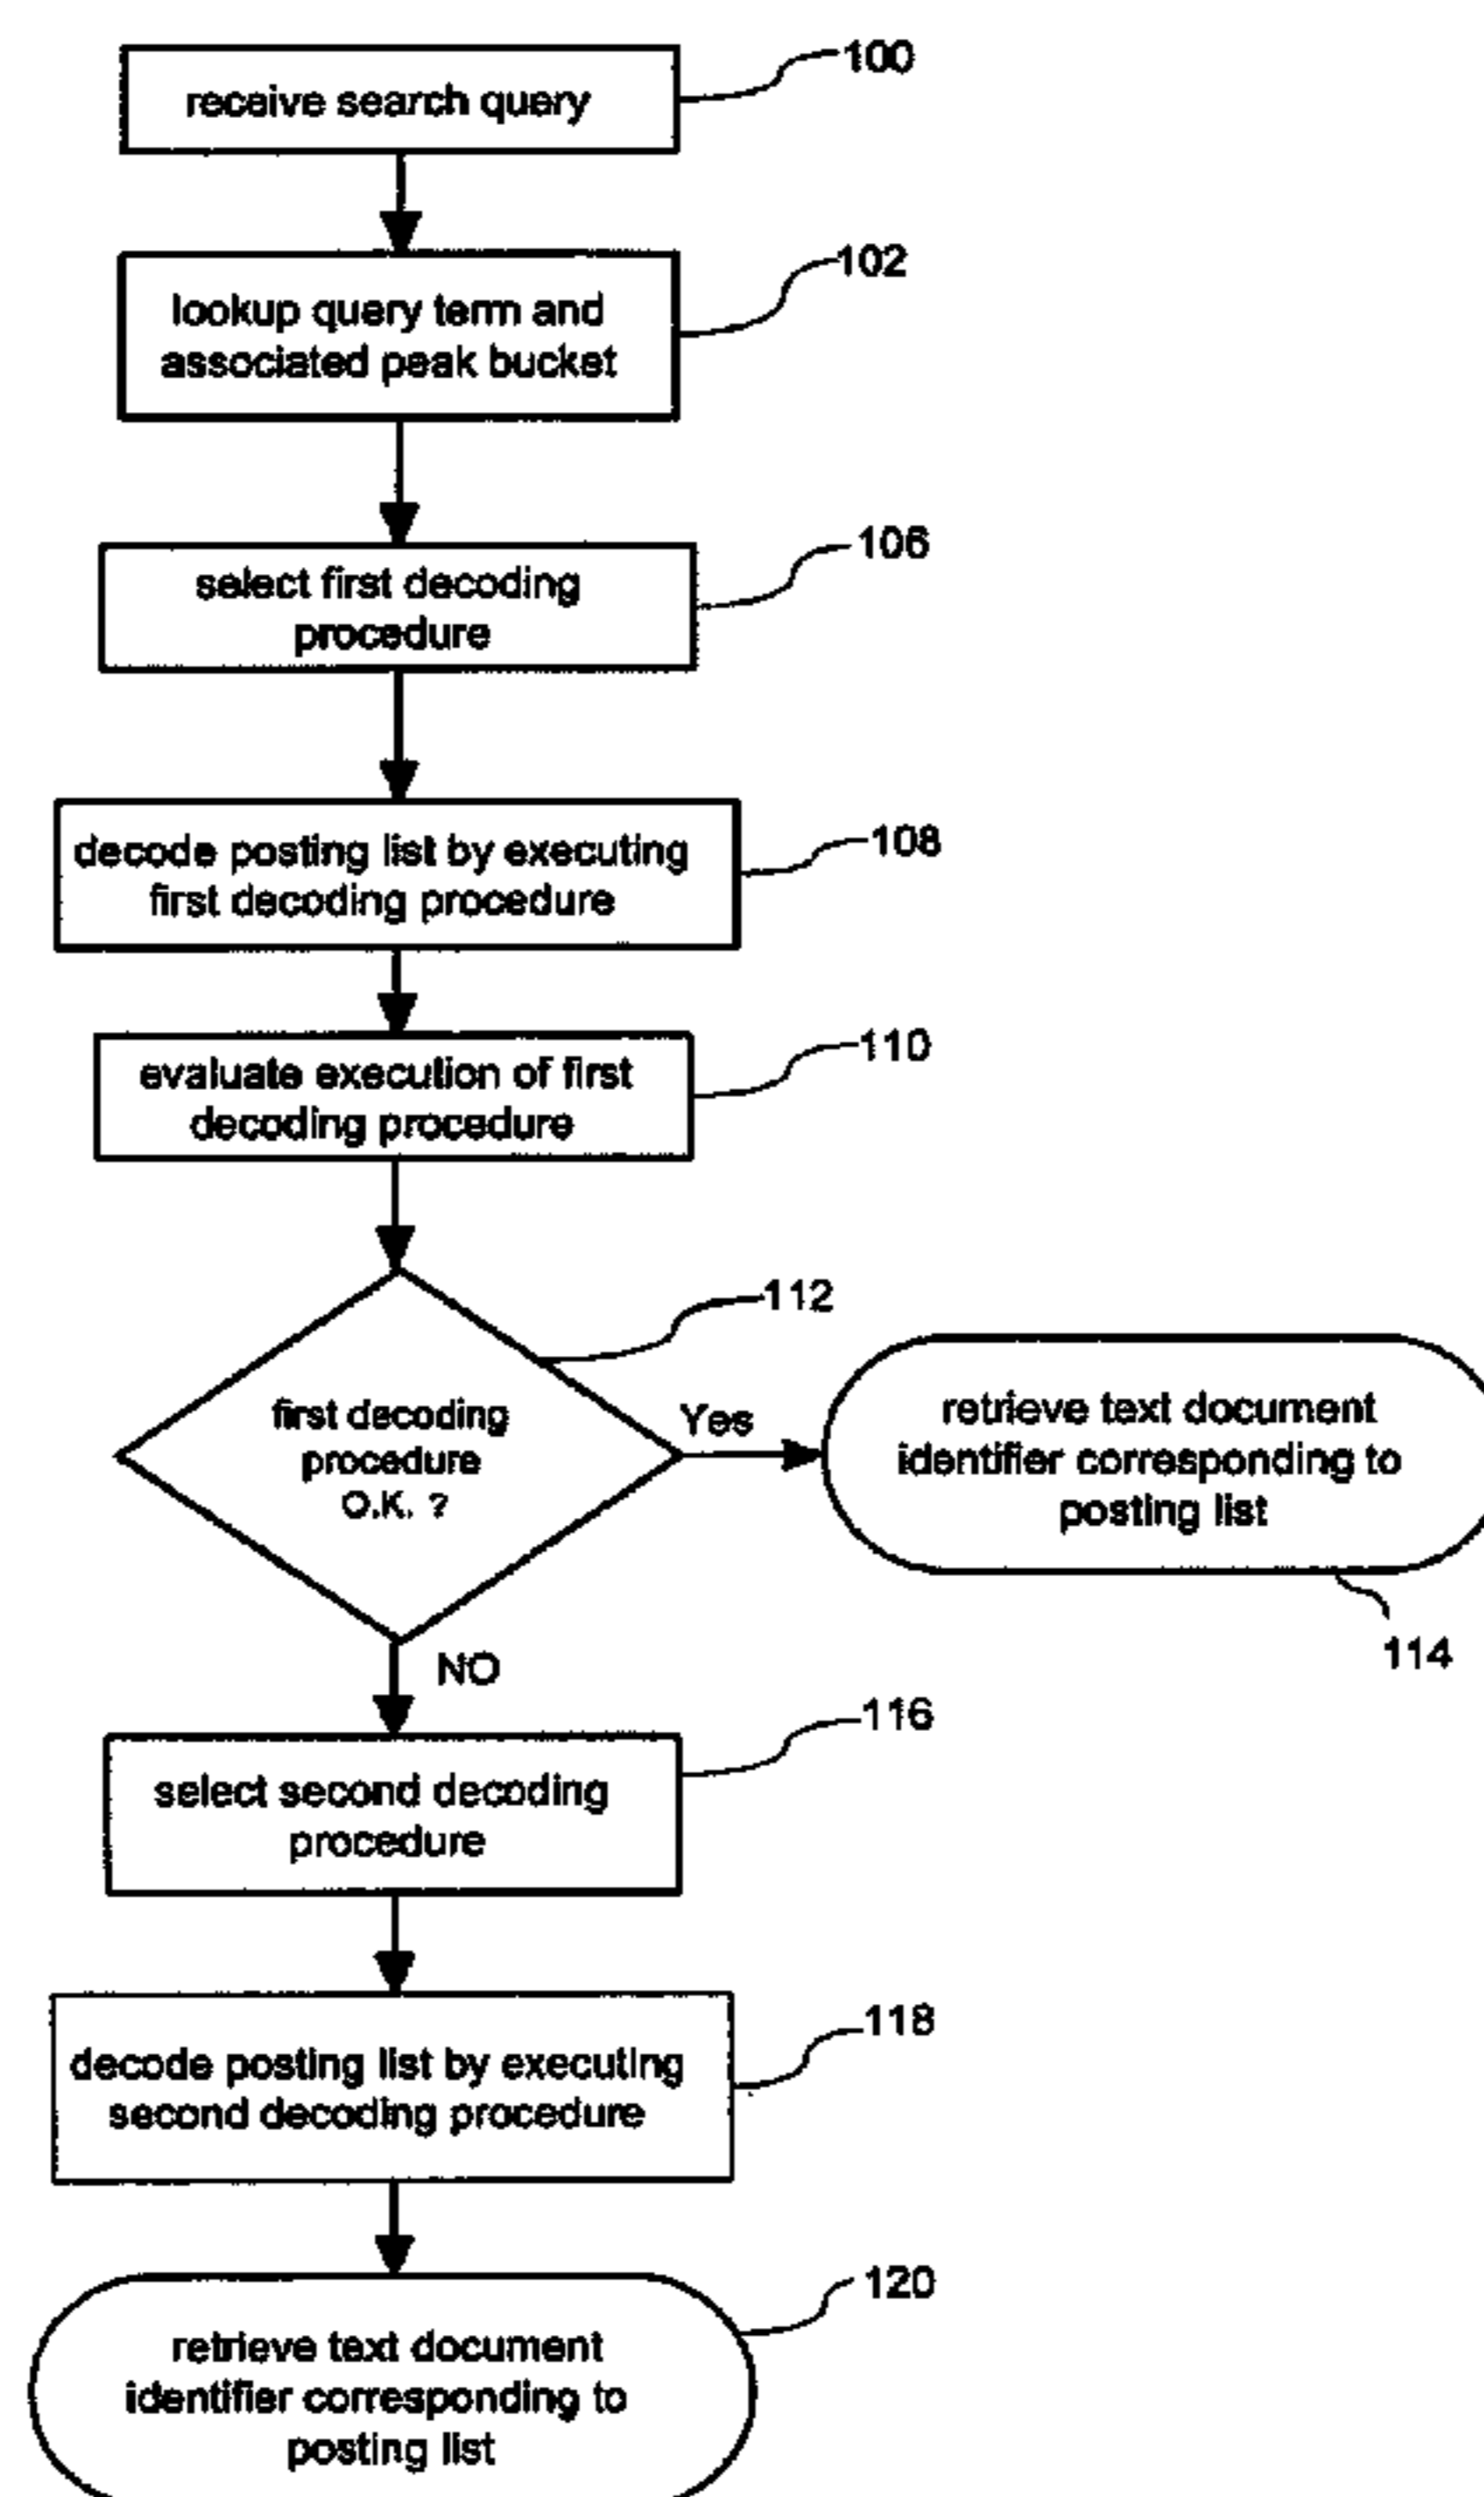 100
receive search query
102
lookup query term and
associated peak bucket
106
select first decoding
procedure
108
decode posting list by executing
first decoding procedure
110
evaluate execution of first
decoding procedure
112
first decoding
procedure
O.K. ?
Yes
retrieve text document
identifier corresponding to
posting list
114
NO
116
select second decoding
procedure
118
decode posting list by executing
second decoding procedure
120
retrieve text document
identifier corresponding to
posting list